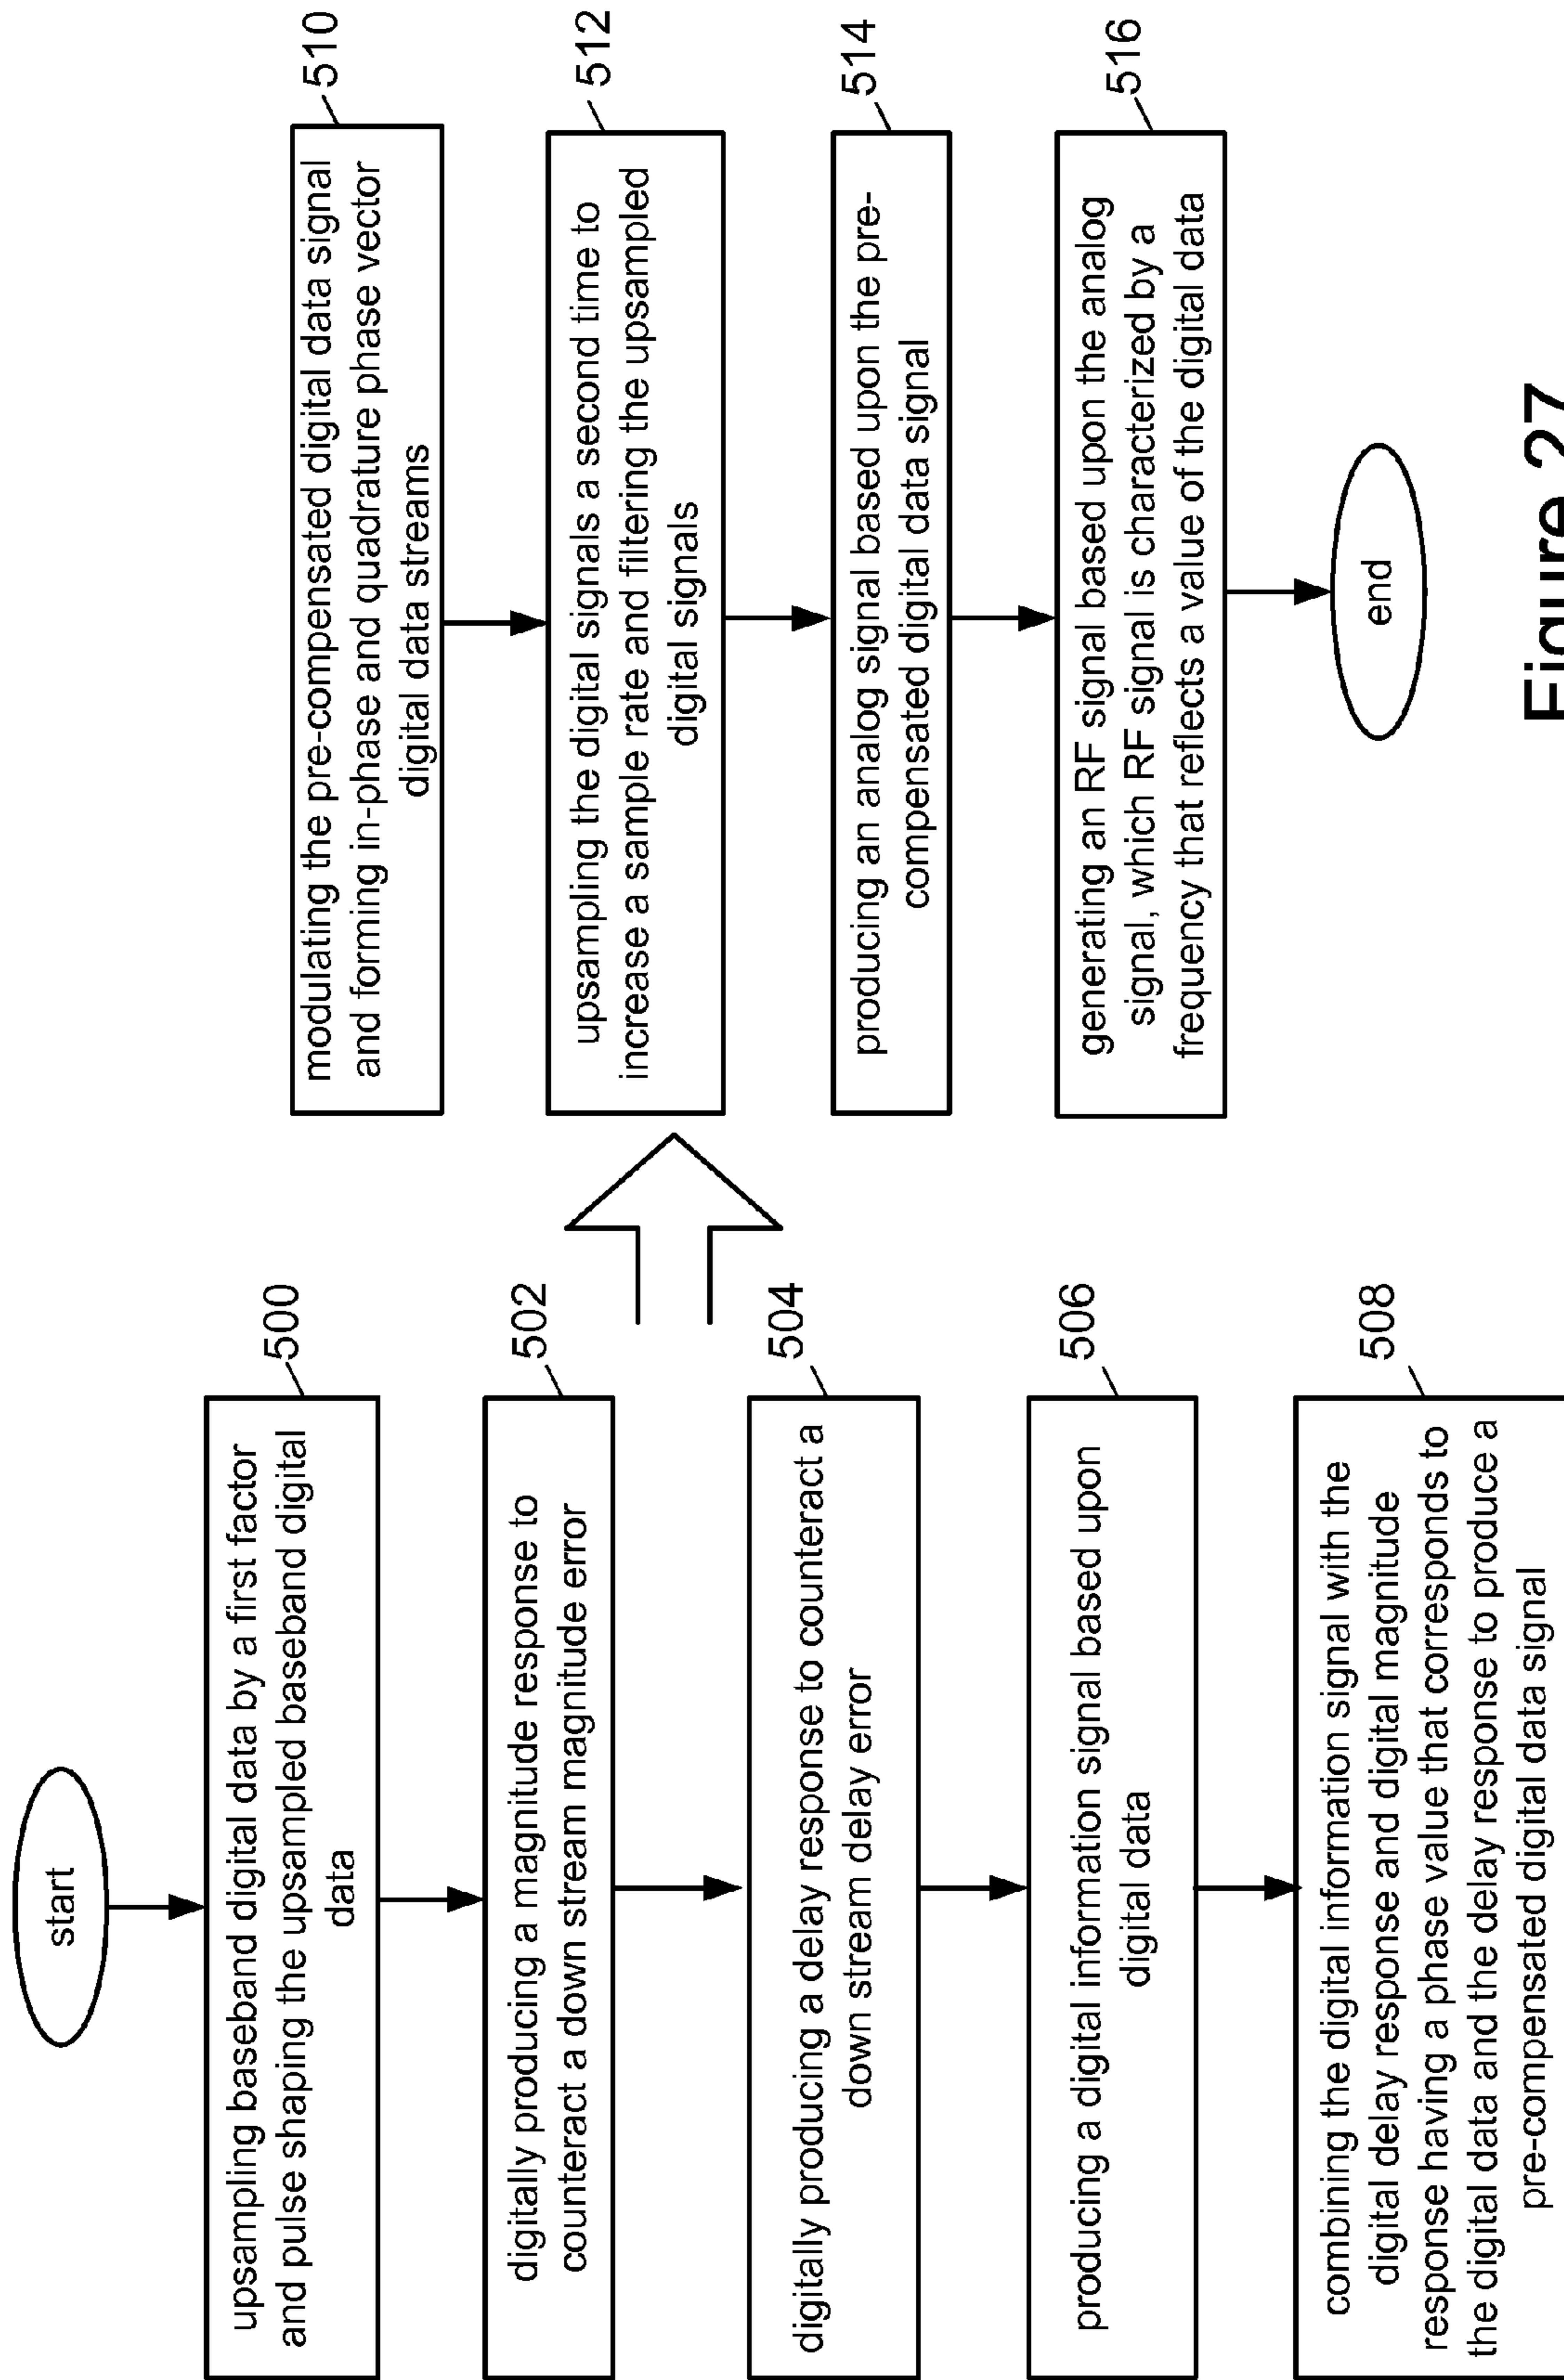 start
upsampling baseband digital data by a first factor
and pulse shaping the upsampled baseband digital
data
500
digitally producing a magnitude response to
counteract a down stream magnitude error
502
digitally producing a delay response to counteract a
down stream delay error
504
producing a digital information signal based upon
digital data
506
combining the digital information signal with the
digital delay response and digital magnitude
response having a phase value that corresponds to
the digital data and the delay response to produce a
pre-compensated digital data signal
508
modulating the pre-compensated digital data signal
and forming in-phase and quadrature phase vector
digital data streams
510
upsampling the digital signals a second time to
increase a sample rate and filtering the upsampled
digital signals
512
producing an analog signal based upon the pre-
compensated digital data signal
514
generating an RF signal based upon the analog
signal, which RF signal is characterized by a
frequency that reflects a value of the digital data
516
end
Figure 27